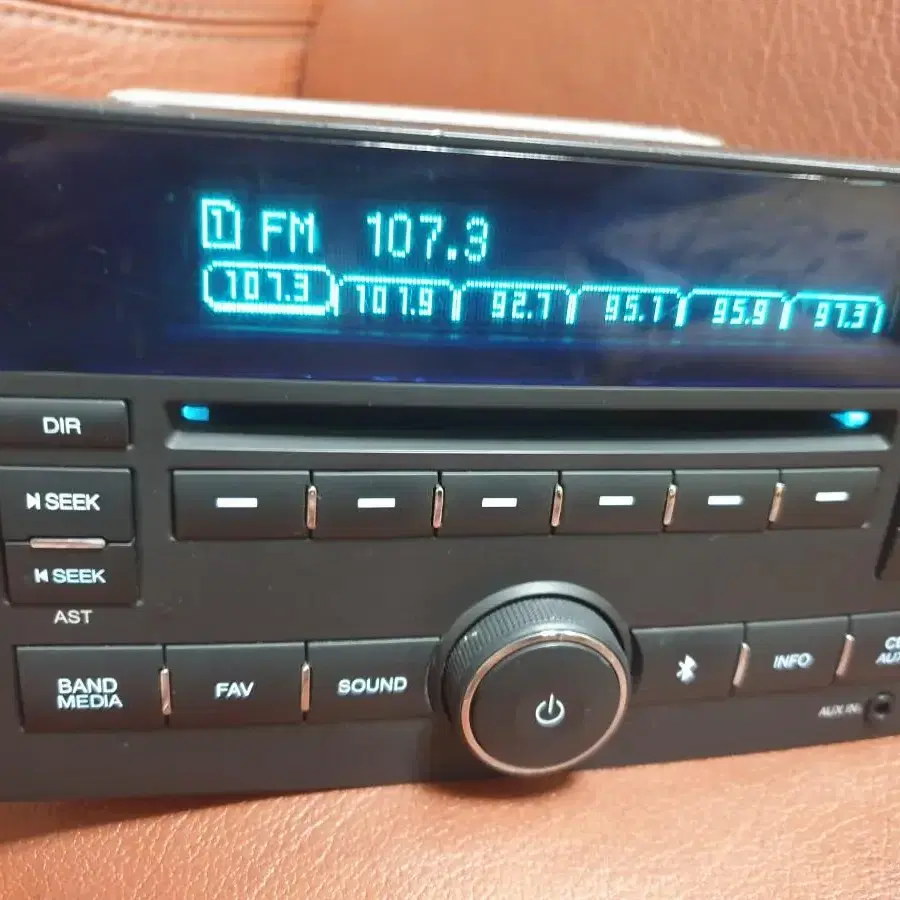 1 FM 107.3
107.3 101.9 92.7 95.1 95.9 97.3
DIR
SEEK
SEEK
AST
BAND
MEDIA
FAV
SOUND
INFO
AUX IN